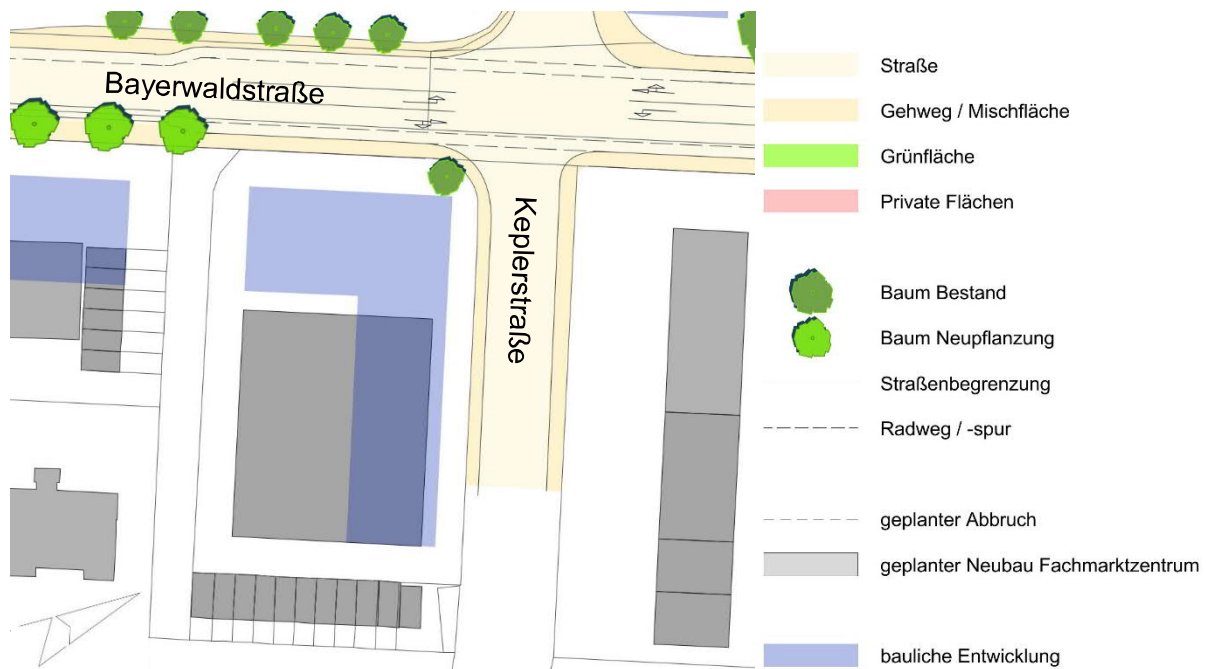 Bayerwaldstraße
Keplerstraße
Straße
Gehweg / Mischfläche
Grünfläche
Private Flächen
Baum Bestand
Baum Neupflanzung
Straßenbegrenzung
Radweg / -spur
geplanter Abbruch
geplanter Neubau Fachmarktzentrum
bauliche Entwicklung